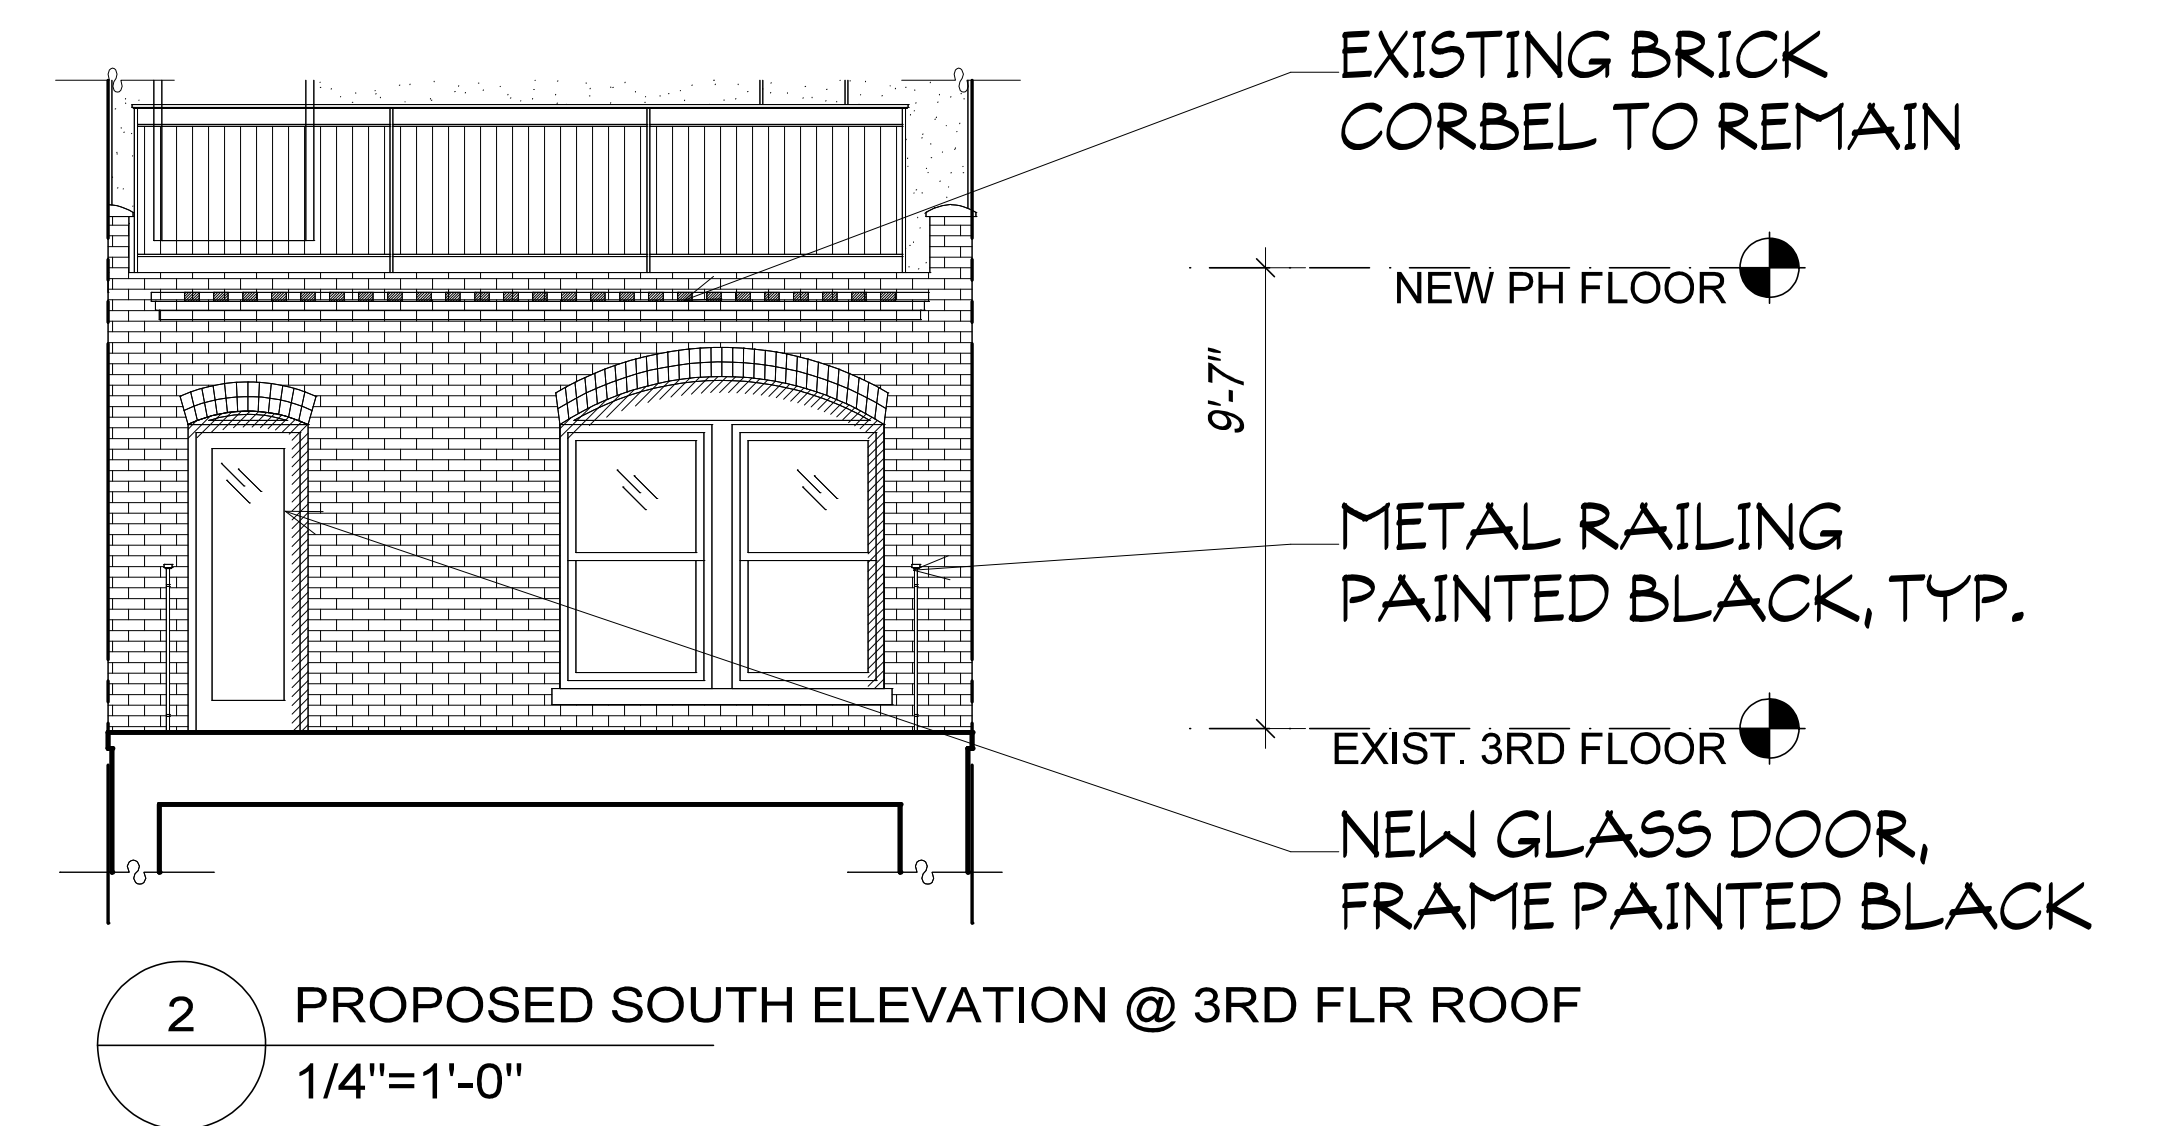 EXISTING BRICK
CORBEL TO REMAIN
NEW PH FLOOR
9'-7"
METAL RAILING
PAINTED BLACK, TYP.
EXIST. 3RD FLOOR
NEW GLASS DOOR,
FRAME PAINTED BLACK
2
PROPOSED SOUTH ELEVATION @ 3RD FLR ROOF
1/4"=1'-0"